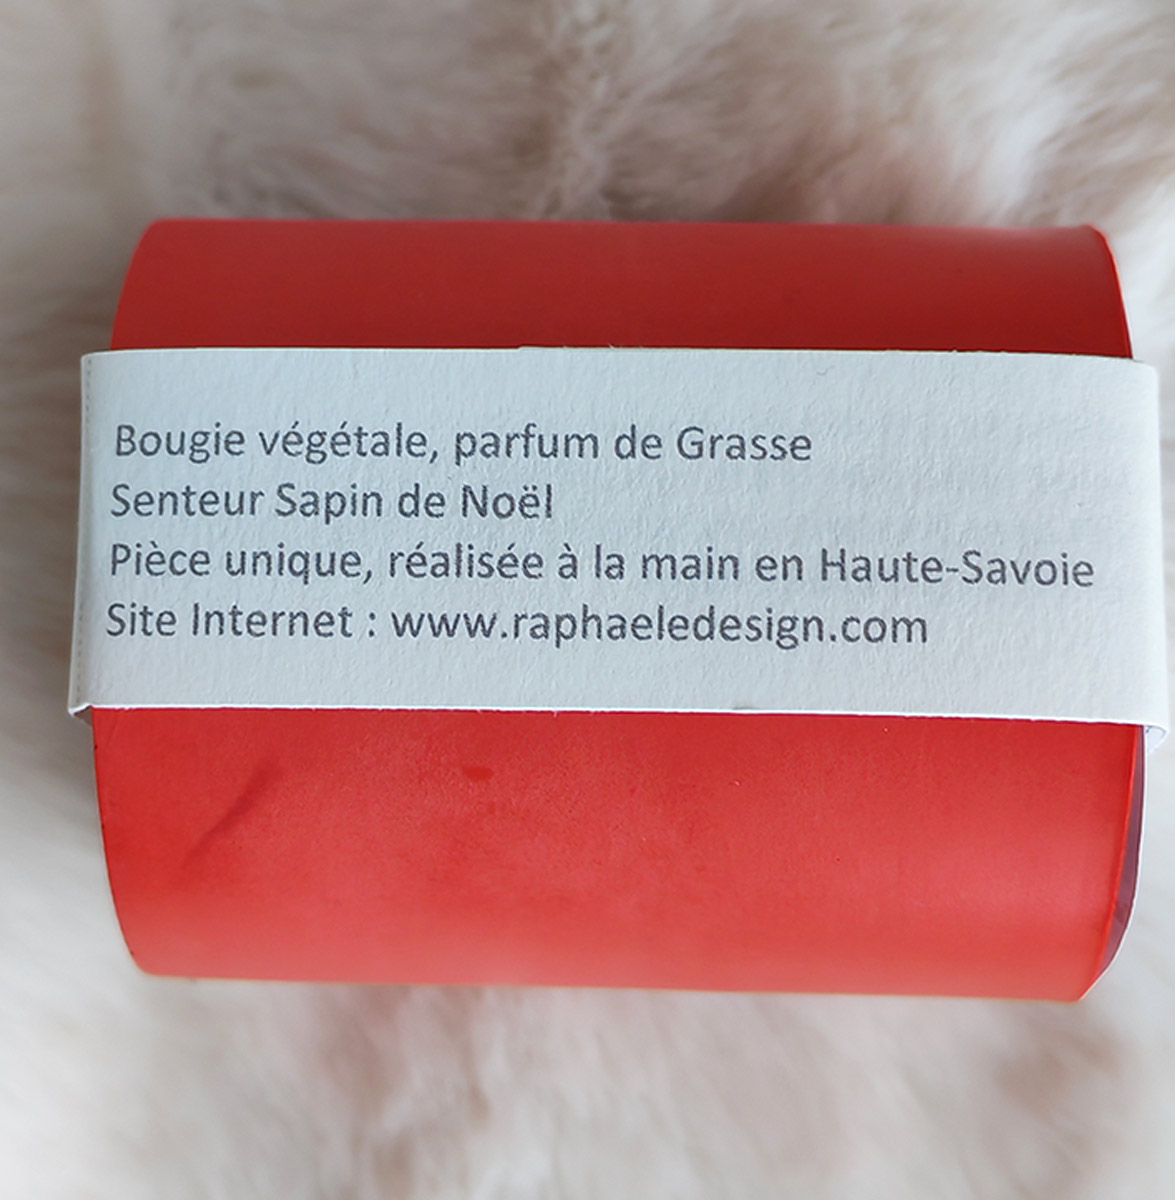 Bougie végétale, parfum de Grasse
Senteur Sapin de Noël
Pièce unique, réalisée à la main en Haute-Savoie
Site Internet : www.raphaeledesign.com